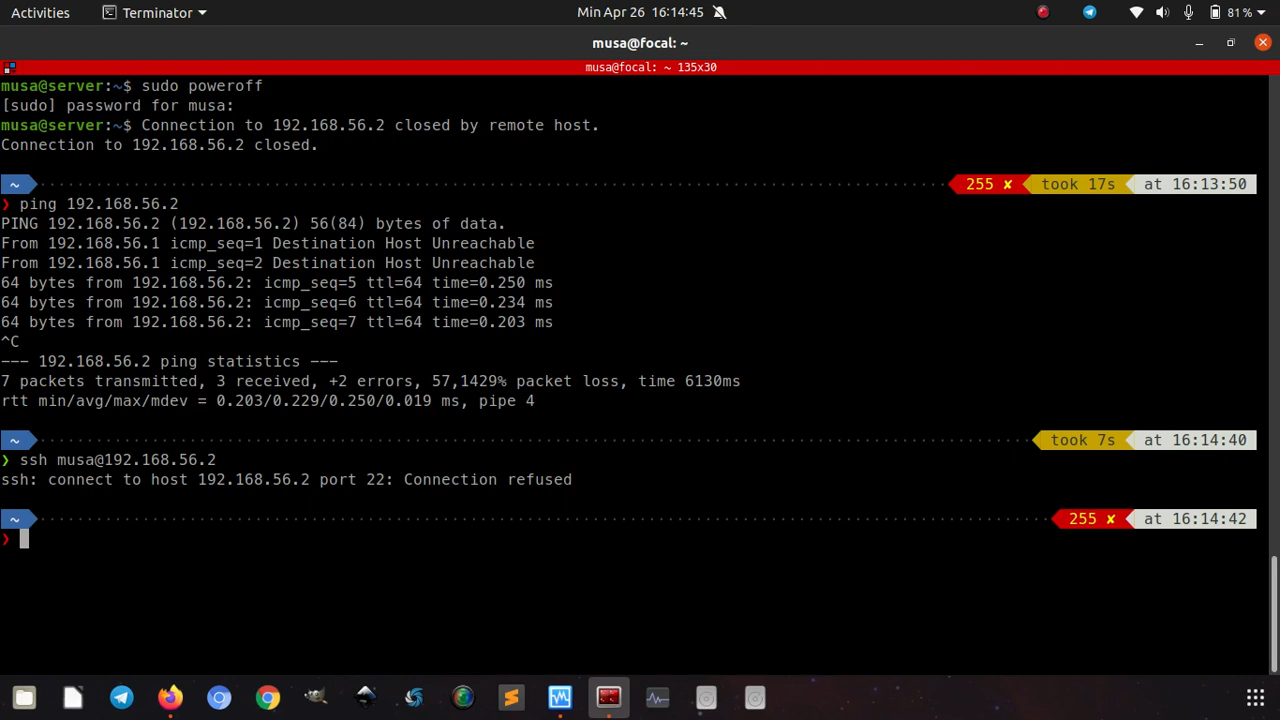 Activities
Terminator
Min Apr 26 16:14:45
81 %
musa@focal: ~
musa@focal: ~ 135x30
musa@server:~$ sudo poweroff
[sudo] password for musa:
musa@server:~$ Connection to 192.168.56.2 closed by remote host.
Connection to 192.168.56.2 closed.
~ 255 ✘ took 17s at 16:13:50
❯ ping 192.168.56.2
PING 192.168.56.2 (192.168.56.2) 56(84) bytes of data.
From 192.168.56.1 icmp_seq=1 Destination Host Unreachable
From 192.168.56.1 icmp_seq=2 Destination Host Unreachable
64 bytes from 192.168.56.2: icmp_seq=5 ttl=64 time=0.250 ms
64 bytes from 192.168.56.2: icmp_seq=6 ttl=64 time=0.234 ms
64 bytes from 192.168.56.2: icmp_seq=7 ttl=64 time=0.203 ms
^C
--- 192.168.56.2 ping statistics ---
7 packets transmitted, 3 received, +2 errors, 57,1429% packet loss, time 6130ms
rtt min/avg/max/mdev = 0.203/0.229/0.250/0.019 ms, pipe 4
~ took 7s at 16:14:40
❯ ssh musa@192.168.56.2
ssh: connect to host 192.168.56.2 port 22: Connection refused
~ 255 ✘ at 16:14:42
❯